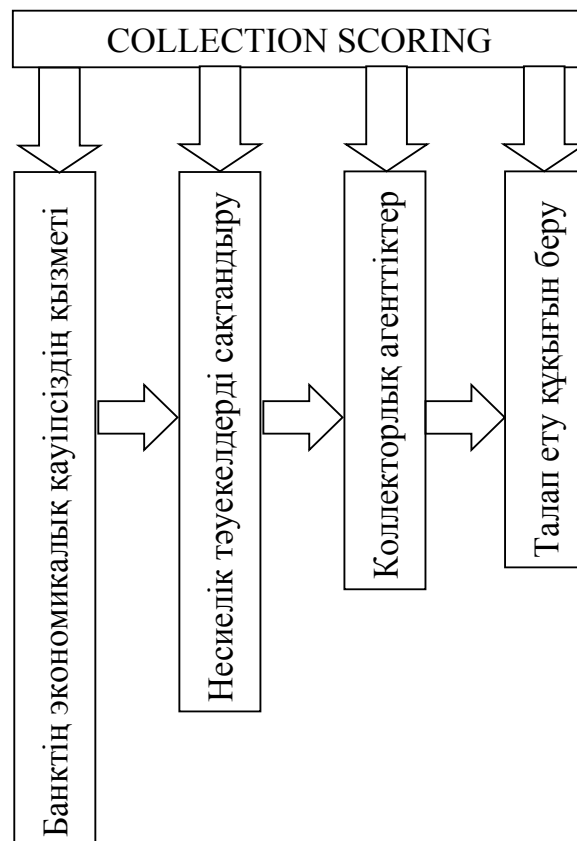 COLLECTION SCORING
Банктің экономикалық қауіпсіздің қызметі
Несиелік тәуекелдерді сақтандыру
Коллекторлық агенттіктер
Талап ету құқығын беру